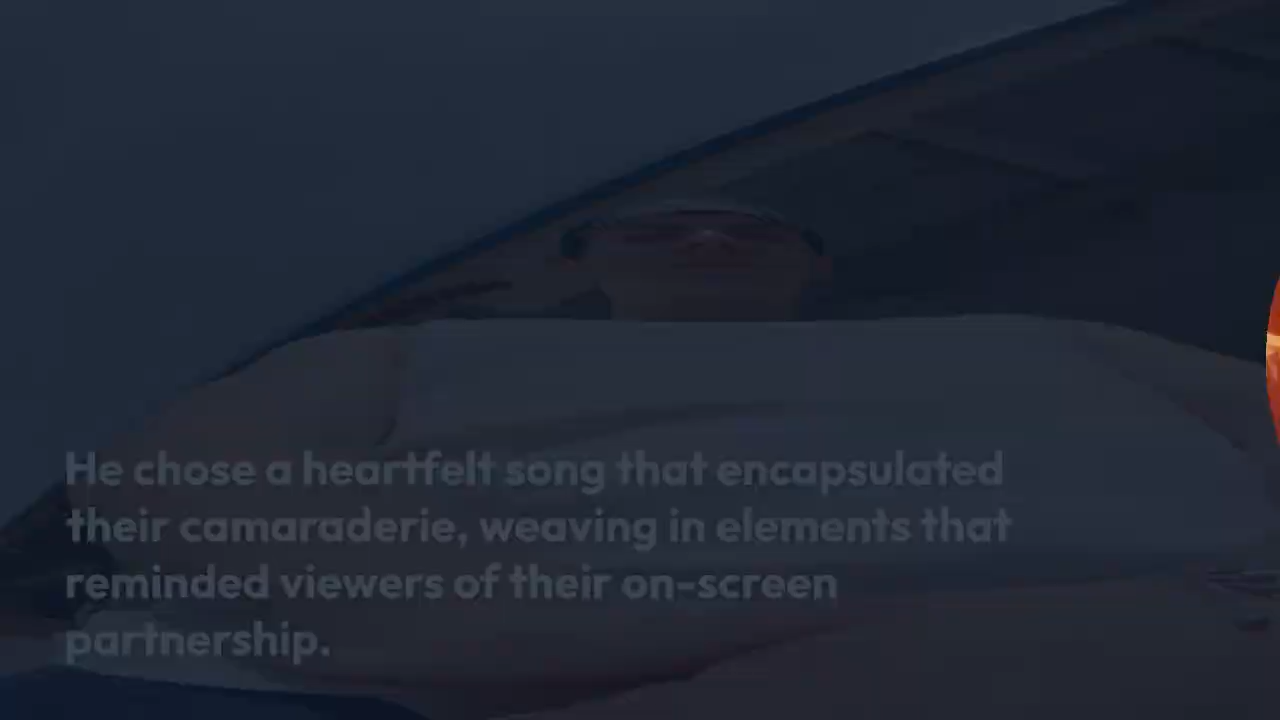 He chose a heartfelt song that encapsulated
their camaraderie, weaving in elements that
reminded viewers of their on-screen
partnership.